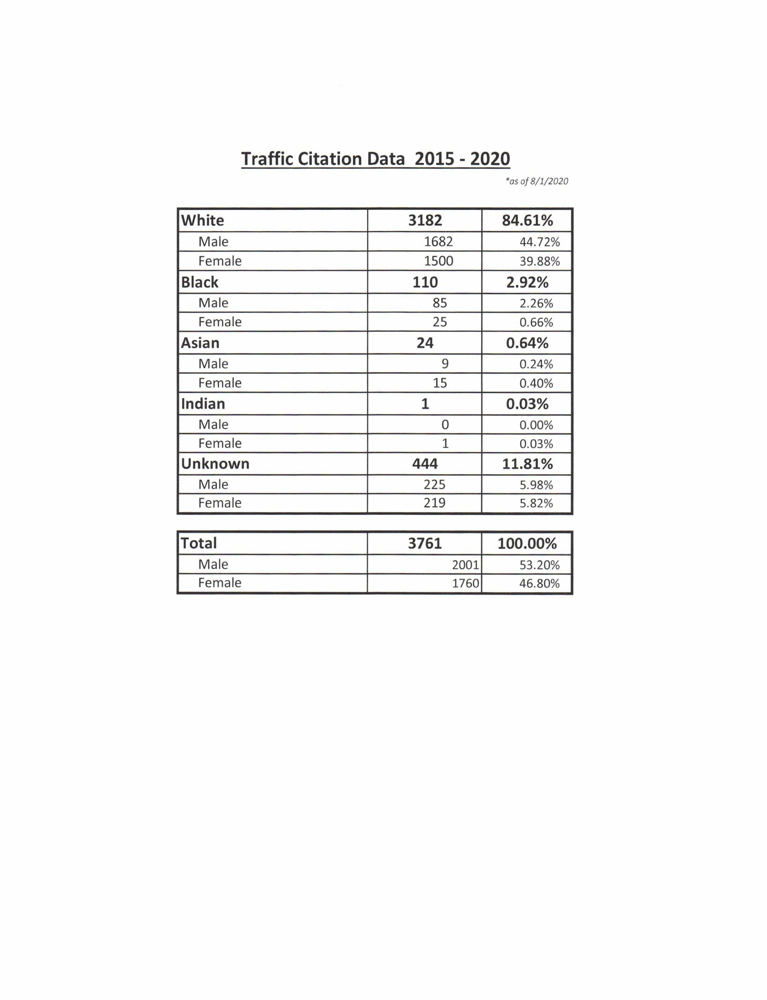 Traffic Citation Data 2015 - 2020
*as of 8/1/2020
White 3182 84.61%
Male 1682 44.72%
Female 1500 39.88%
Black 110 2.92%
Male 85 2.26%
Female 25 0.66%
Asian 24 0.64%
Male 9 0.24%
Female 15 0.40%
Indian 1 0.03%
Male 0 0.00%
Female 1 0.03%
Unknown 444 11.81%
Male 225 5.98%
Female 219 5.82%
Total 3761 100.00%
Male 2001 53.20%
Female 1760 46.80%